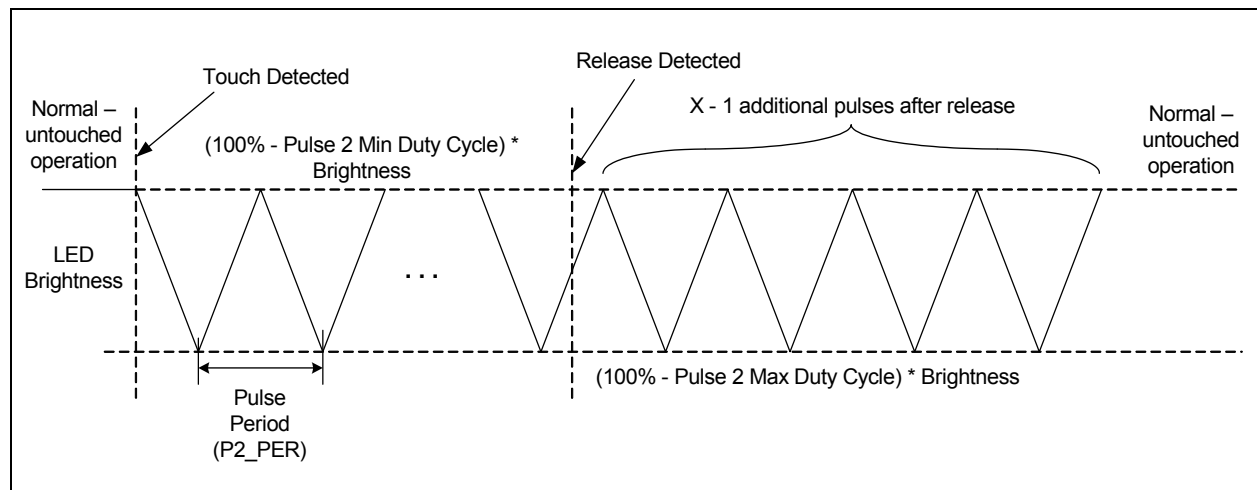 Touch Detected
Release Detected
Normal –
untouched
operation
(100% - Pulse 2 Min Duty Cycle) *
Brightness
X - 1 additional pulses after release
Normal –
untouched
operation
LED
Brightness
. . .
(100% - Pulse 2 Max Duty Cycle) * Brightness
Pulse
Period
(P2_PER)